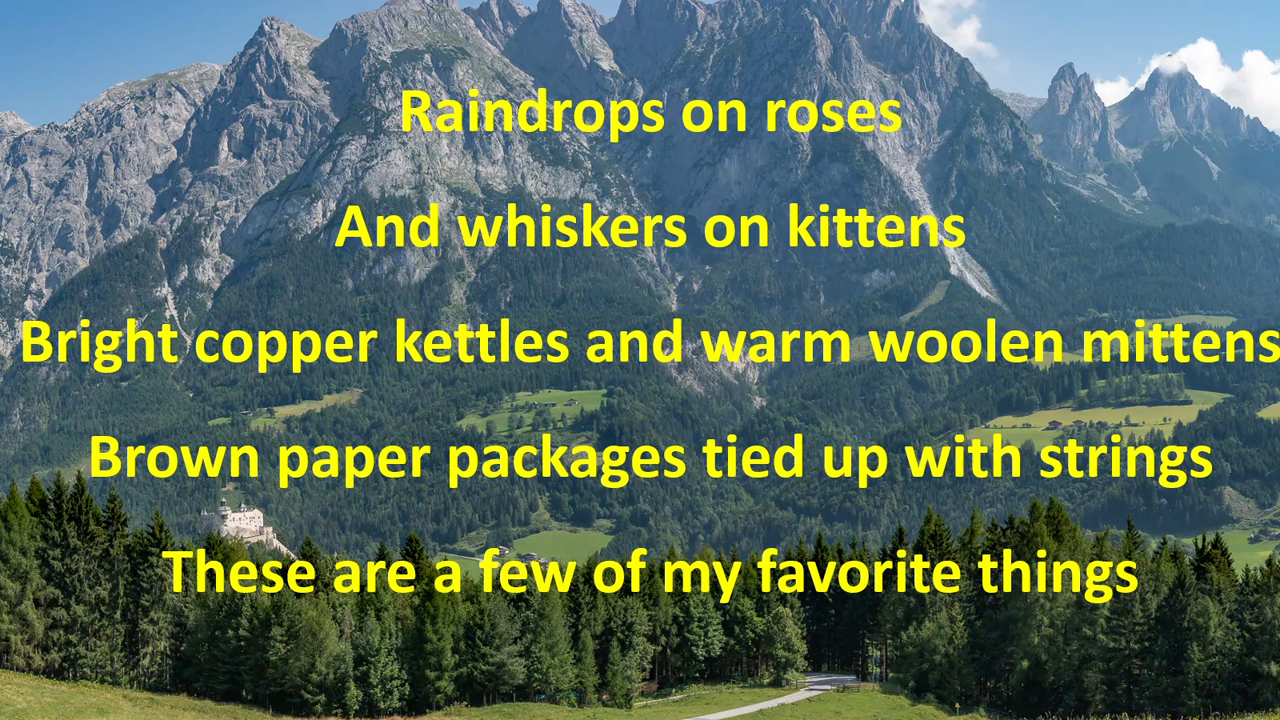 Raindrops on roses
And whiskers on kittens
Bright copper kettles and warm woolen mittens
Brown paper packages tied up with strings
These are a few of my favorite things